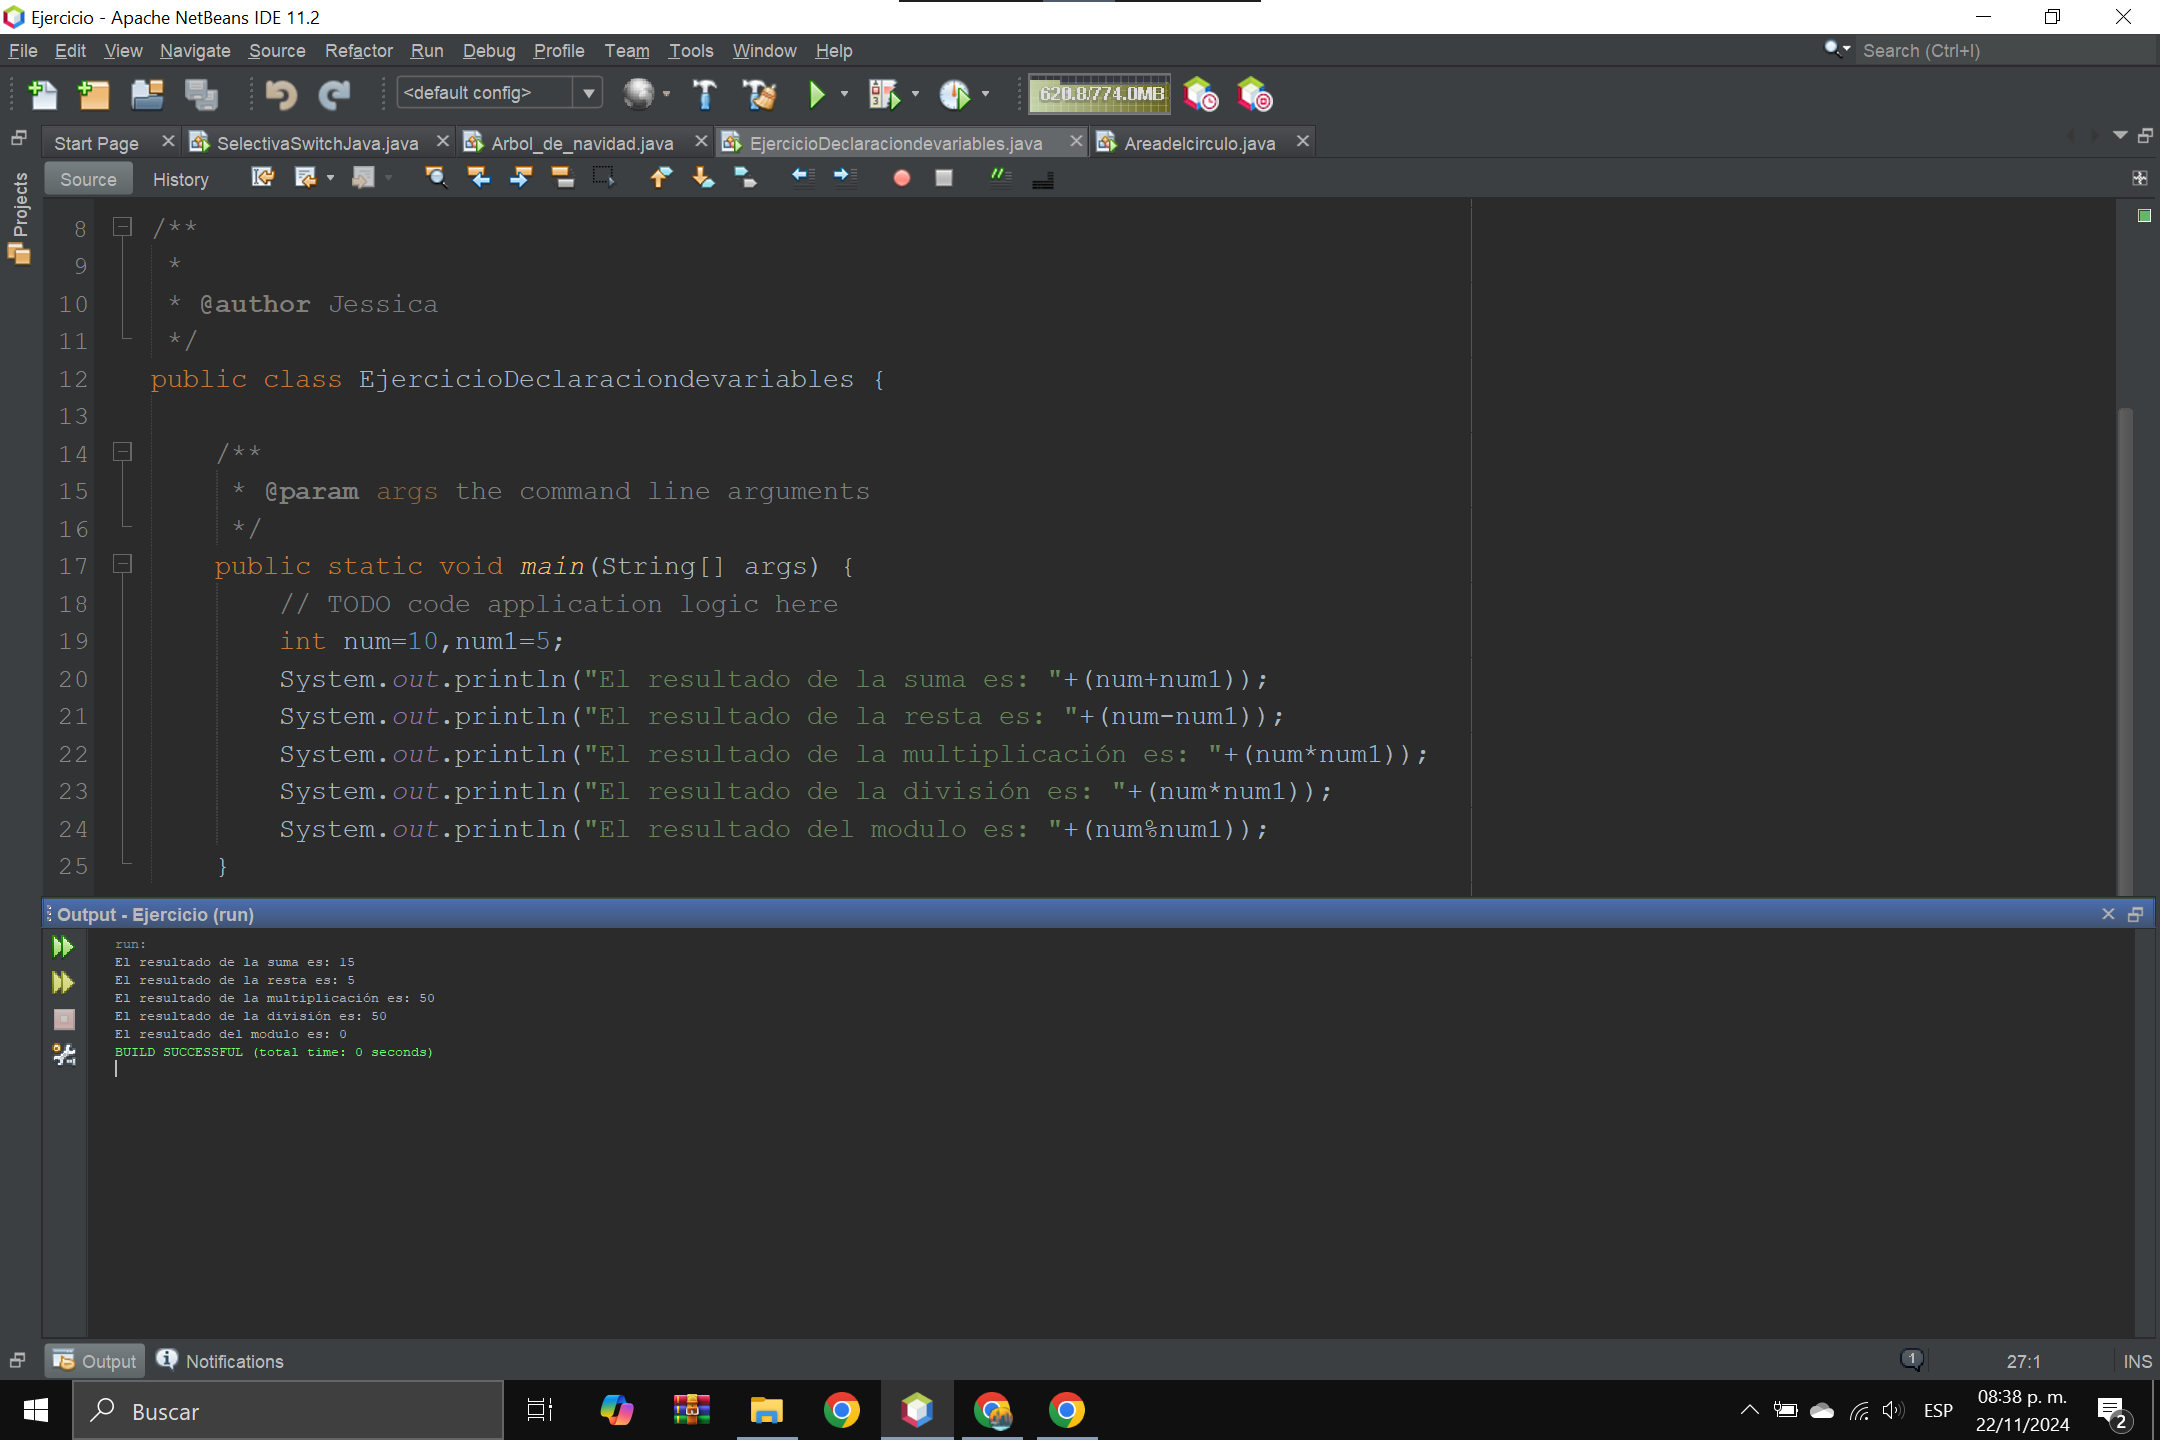 Ejercicio - Apache NetBeans IDE 11.2
File Edit View Navigate Source Refactor Run Debug Profile Team Tools Window Help
Search (Ctrl+I)
<default config>
620.8/774.0MB
Start Page SelectivaSwitchJava.java Arbol_de_navidad.java EjercicioDeclaraciondevariables.java Areadelcirculo.java
Source History
Projects
8 /**
9 *
10 * @author Jessica
11 */
12 public class EjercicioDeclaraciondevariables {
13
14 /**
15 * @param args the command line arguments
16 */
17 public static void main(String[] args) {
18 // TODO code application logic here
19 int num=10,num1=5;
20 System.out.println("El resultado de la suma es: "+(num+num1));
21 System.out.println("El resultado de la resta es: "+(num-num1));
22 System.out.println("El resultado de la multiplicación es: "+(num*num1));
23 System.out.println("El resultado de la división es: "+(num*num1));
24 System.out.println("El resultado del modulo es: "+(num%num1));
25 }
Output - Ejercicio (run)
run:
El resultado de la suma es: 15
El resultado de la resta es: 5
El resultado de la multiplicación es: 50
El resultado de la división es: 50
El resultado del modulo es: 0
BUILD SUCCESSFUL (total time: 0 seconds)
Output Notifications
1
27:1 INS
Buscar
ESP
08:38 p. m.
22/11/2024
2